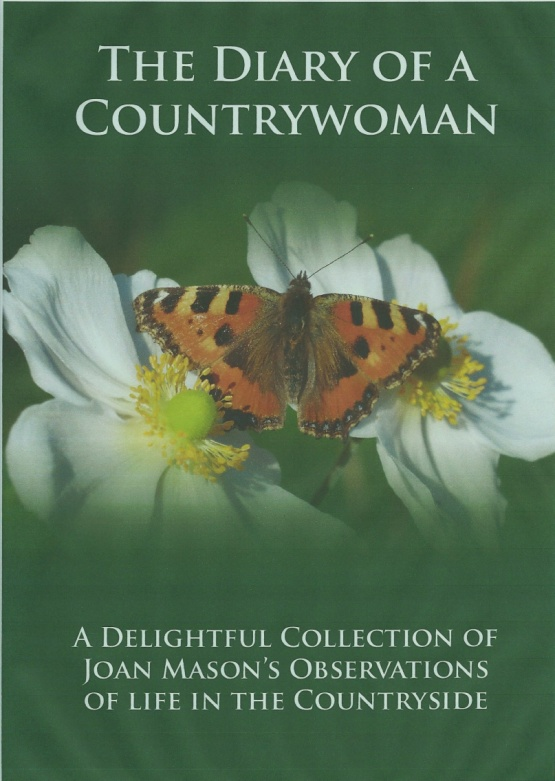 THE DIARY OF A
COUNTRYWOMAN
A DELIGHTFUL COLLECTION OF
JOAN MASON'S OBSERVATIONS
OF LIFE IN THE COUNTRYSIDE